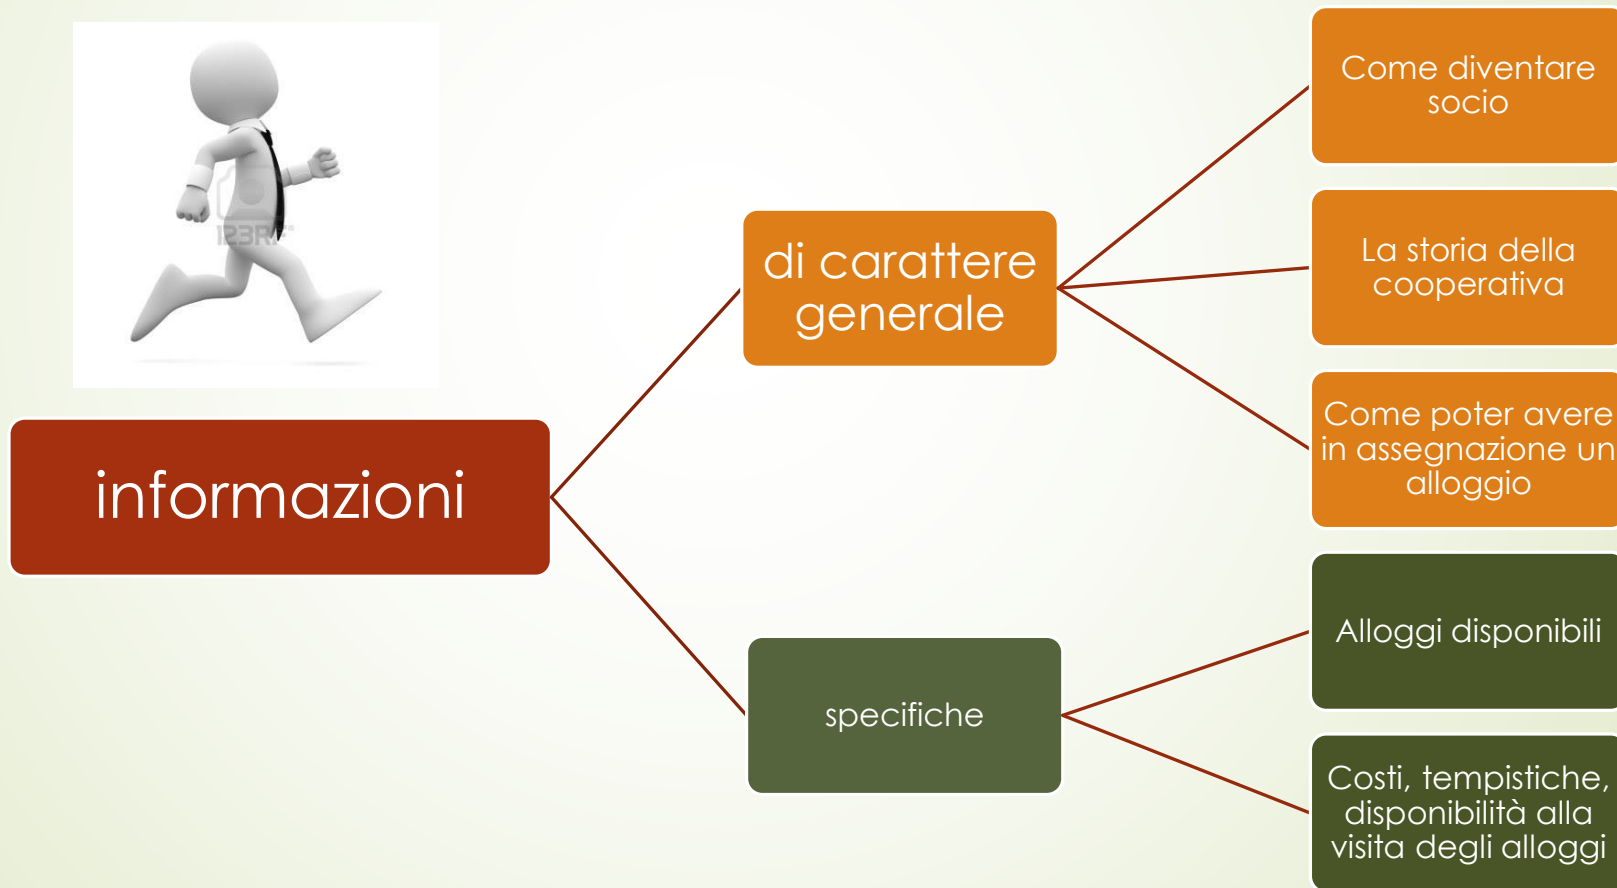 123RF
informazioni
di carattere
generale
specifiche
Come diventare
socio
La storia della
cooperativa
Come poter avere
in assegnazione un
alloggio
Alloggi disponibili
Costi, tempistiche,
disponibilità alla
visita degli alloggi